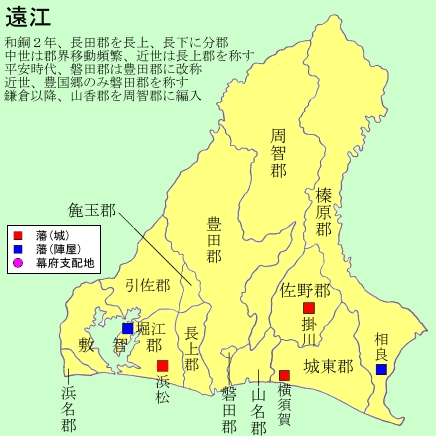 遠江
和銅２年、長田郡を長上、長下に分郡
中世は郡界移動頻繁、近世は長上郡を称す
平安時代、磐田郡は豊田郡に改称
近世、豊国郷のみ磐田郡を称す
鎌倉以降、山香郡を周智郡に編入
周智郡
榛原郡
麁玉郡
豊田郡
藩（城）
藩（陣屋）
幕府支配地
引佐郡
佐野郡
掛川
敷智郡
堀江
長上郡
相良
城東郡
浜松
浜名郡
磐田郡
山名郡
横須賀